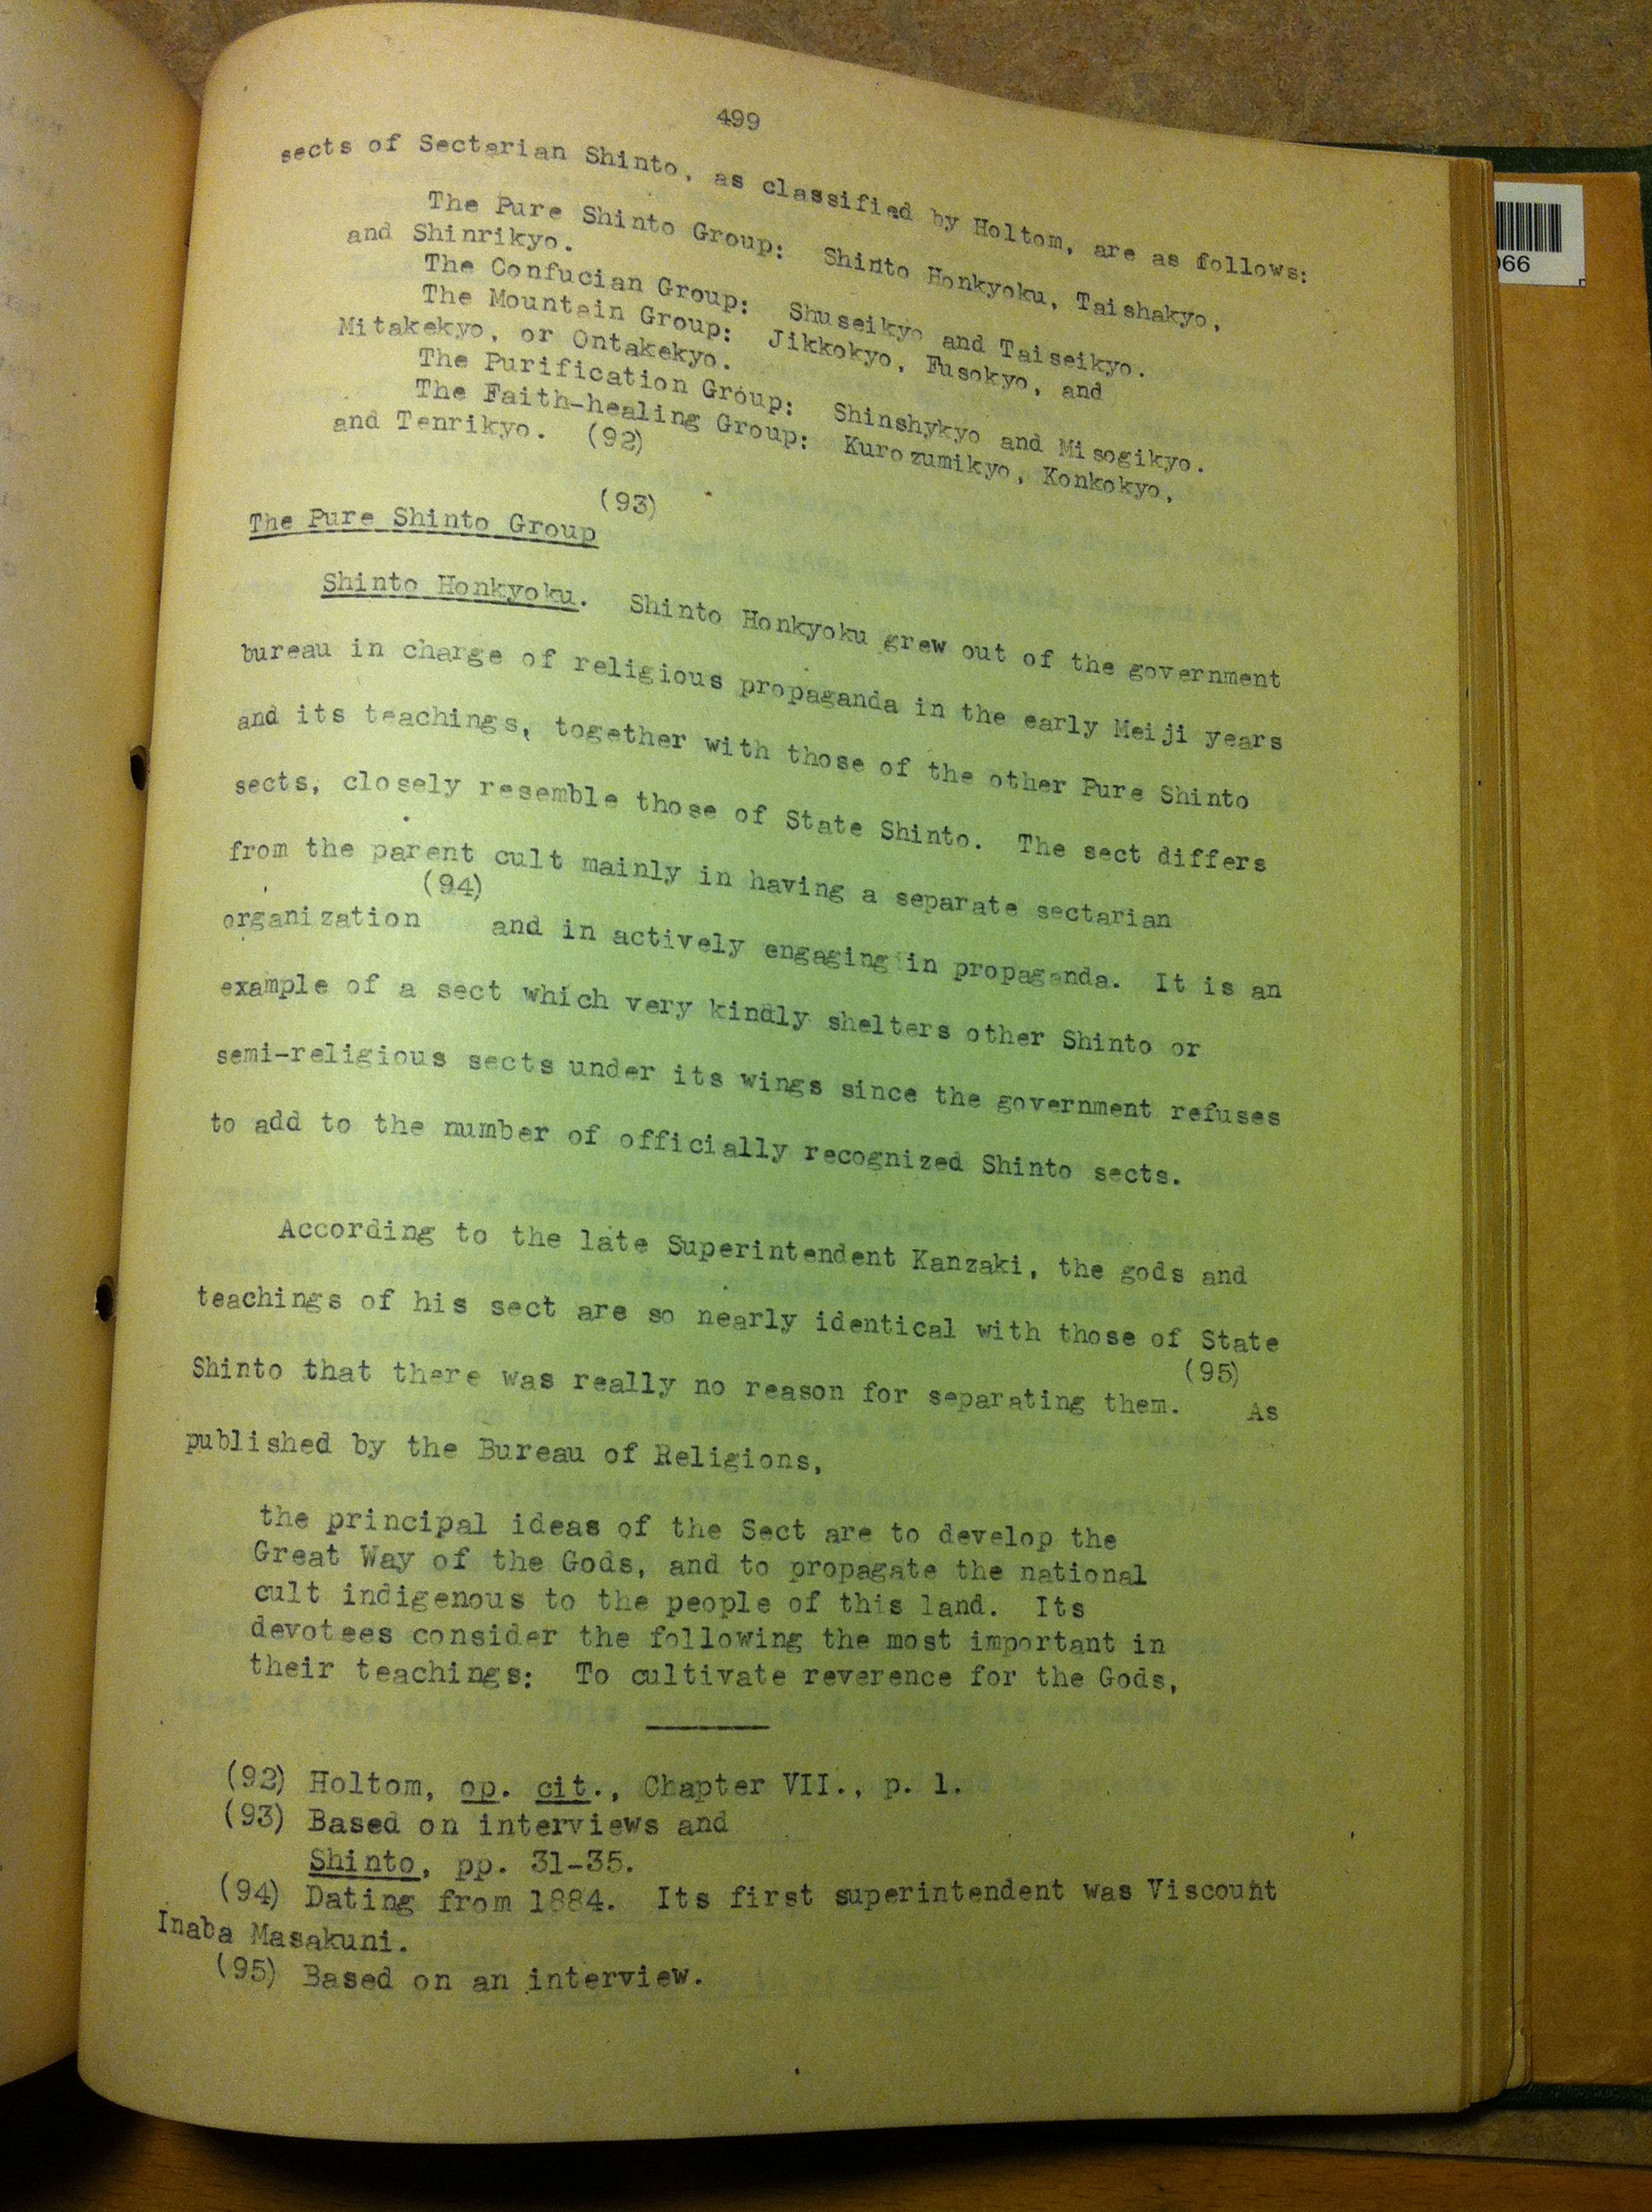 499
sects of Sectarian Shinto, as classified by Holtom, are as follows:
The Pure Shinto Group: Shinto Honkyoku, Taishakyo,
and Shinrikyo.
The Confucian Group: Shuseikyo and Taiseikyo.
The Mountain Group: Jikkokyo, Fusokyo, and
Mitakekyo, or Ontakekyo.
The Purification Group: Shinshykyo and Misogikyo.
The Faith-healing Group: Kurozumikyo, Konkokyo,
and Tenrikyo. (92)
(93)
The Pure Shinto Group
Shinto Honkyoku. Shinto Honkyoku grew out of the government
bureau in charge of religious propaganda in the early Meiji years
and its teachings, together with those of the other Pure Shinto
sects, closely resemble those of State Shinto. The sect differs
from the parent cult mainly in having a separate sectarian
(94)
organization and in actively engaging in propaganda. It is an
example of a sect which very kindly shelters other Shinto or
semi-religious sects under its wings since the government refuses
to add to the number of officially recognized Shinto sects.
According to the late Superintendent Kanzaki, the gods and
teachings of his sect are so nearly identical with those of State
(95)
Shinto that there was really no reason for separating them. As
published by the Bureau of Religions,
the principal ideas of the Sect are to develop the
Great Way of the Gods, and to propagate the national
cult indigenous to the people of this land. Its
devotees consider the following the most important in
their teachings: To cultivate reverence for the Gods,
(92) Holtom, op. cit., Chapter VII., p. 1.
(93) Based on interviews and
Shinto, pp. 31-35.
(94) Dating from 1884. Its first superintendent was Viscount
Inaba Masakuni.
(95) Based on an interview.
066